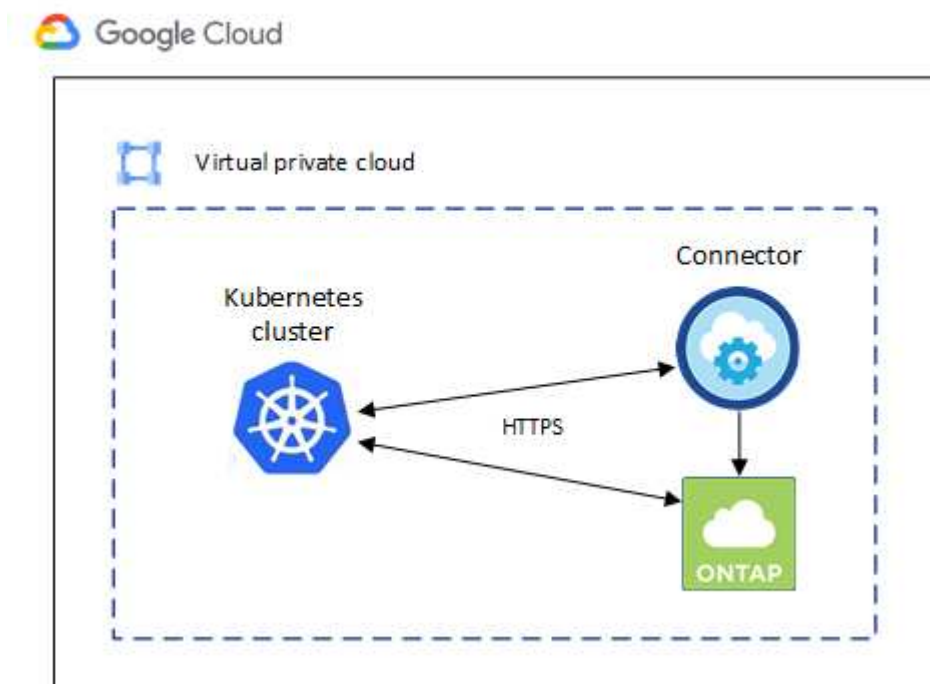 Google Cloud
Virtual private cloud
Connector
Kubernetes
cluster
HTTPS
ONTAP